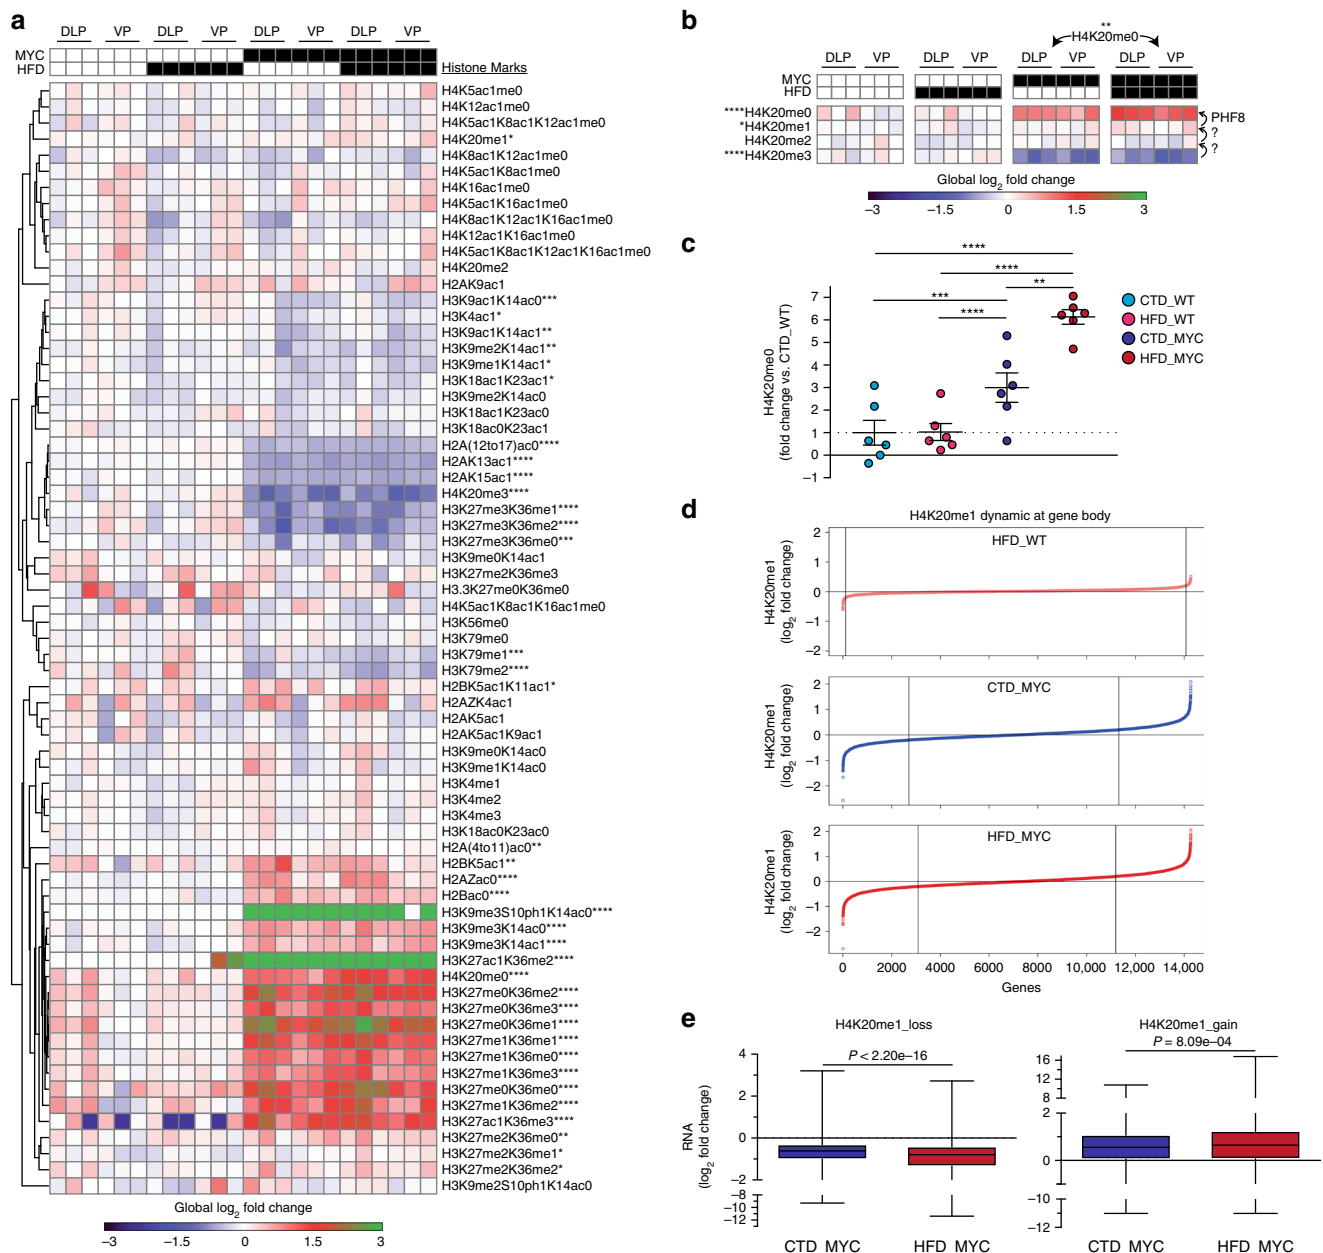 a
DLP VP DLP VP DLP VP DLP VP
MYC
HFD
Histone Marks
H4K5ac1me0
H4K12ac1me0
H4K5ac1K8ac1K12ac1me0
H4K20me1*
H4K8ac1K12ac1me0
H4K5ac1K8ac1me0
H4K16ac1me0
H4K5ac1K16ac1me0
H4K8ac1K12ac1K16ac1me0
H4K12ac1K16ac1me0
H4K5ac1K8ac1K12ac1K16ac1me0
H4K20me2
H2AK9ac1
H3K9ac1K14ac0***
H3K4ac1*
H3K9ac1K14ac1**
H3K9me2K14ac1**
H3K9me1K14ac1*
H3K18ac1K23ac1*
H3K9me2K14ac0
H3K18ac1K23ac0
H3K18ac0K23ac1
H2A(12to17)ac0****
H2AK13ac1****
H2AK15ac1****
H4K20me3****
H3K27me3K36me1****
H3K27me3K36me2****
H3K27me3K36me0***
H3K9me0K14ac1
H3K27me2K36me3
H3.3K27me0K36me0
H4K5ac1K8ac1K16ac1me0
H3K56me0
H3K79me0
H3K79me1***
H3K79me2****
H2BK5ac1K11ac1*
H2AZK4ac1
H2AK5ac1
H2AK5ac1K9ac1
H3K9me0K14ac0
H3K9me1K14ac0
H3K4me1
H3K4me2
H3K4me3
H3K18ac0K23ac0
H2A(4to11)ac0**
H2BK5ac1**
H2AZac0****
H2Bac0****
H3K9me3S10ph1K14ac0****
H3K9me3K14ac0****
H3K9me3K14ac1****
H3K27ac1K36me2****
H4K20me0****
H3K27me0K36me2****
H3K27me0K36me3****
H3K27me0K36me1****
H3K27me1K36me1****
H3K27me1K36me0****
H3K27me1K36me3****
H3K27me0K36me0****
H3K27me1K36me2****
H3K27ac1K36me3****
H3K27me2K36me0**
H3K27me2K36me1*
H3K27me2K36me2*
H3K9me2S10ph1K14ac0
Global log2 fold change
−3 −1.5 0 1.5 3
b
**
H4K20me0
DLP VP DLP VP DLP VP DLP VP
MYC
HFD
****H4K20me0
*H4K20me1
H4K20me2
****H4K20me3
PHF8
?
?
Global log2 fold change
−3 −1.5 0 1.5 3
c
****
****
**
***
****
H4K20me0
(fold change vs. CTD_WT)
7
6
5
4
3
2
1
0
−1
CTD_WT
HFD_WT
CTD_MYC
HFD_MYC
d
H4K20me1 dynamic at gene body
HFD_WT
H4K20me1
(log2 fold change)
2
1
0
−1
−2
CTD_MYC
H4K20me1
(log2 fold change)
2
1
0
−1
−2
HFD_MYC
H4K20me1
(log2 fold change)
2
1
0
−1
−2
0 2000 4000 6000 8000 10,000 12,000 14,000
Genes
e
H4K20me1_loss
P < 2.20e−16
RNA
(log2 fold change)
4
2
0
−2
−8
−10
−12
CTD_MYC HFD_MYC
H4K20me1_gain
P = 8.09e−04
16
12
8
2
0
−10
−12
CTD_MYC HFD_MYC